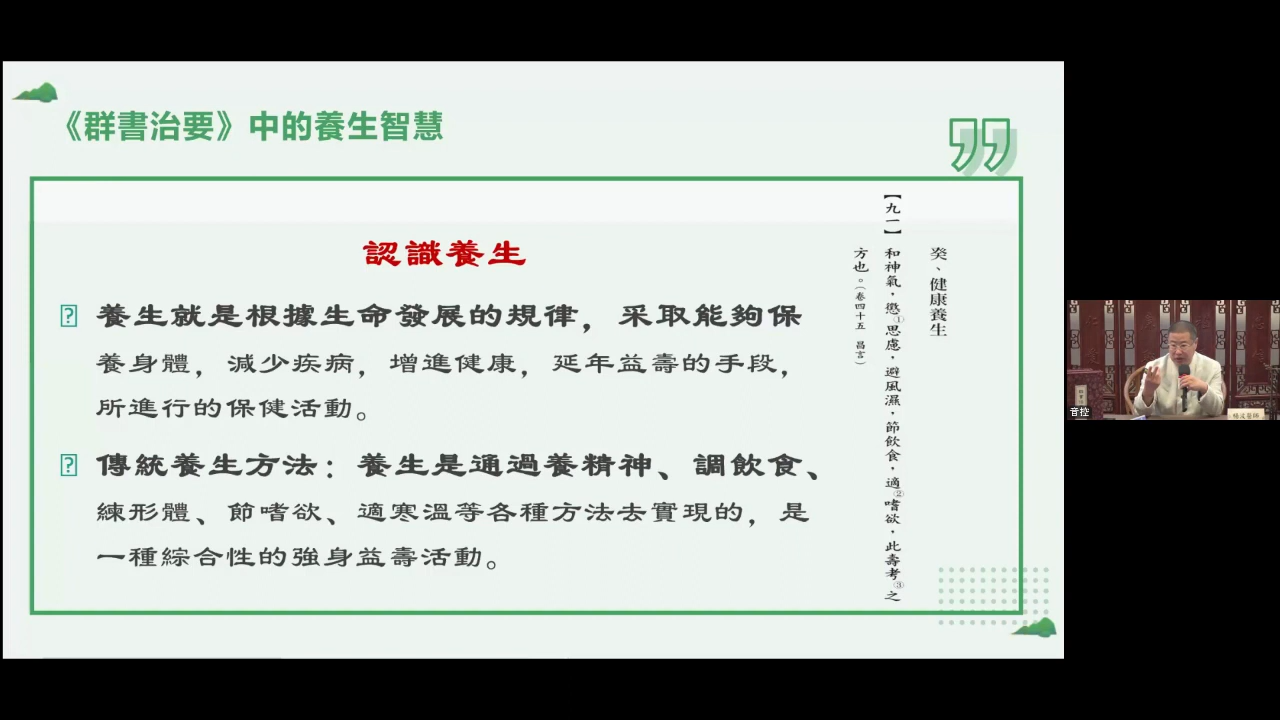 《群書治要》中的養生智慧
認識養生
養生就是根據生命發展的規律，采取能夠保
養身體，減少疾病，增進健康，延年益壽的手段，
所進行的保健活動。
傳統養生方法：養生是通過養精神、調飲食、
練形體、節嗜欲、適寒溫等各種方法去實現的，是
一種綜合性的強身益壽活動。
癸、健康養生
【九一】和神氣，懲①思慮，避風濕，節飲食，適②嗜欲，此壽考③之
方也。（卷四十五 昌言）
音控